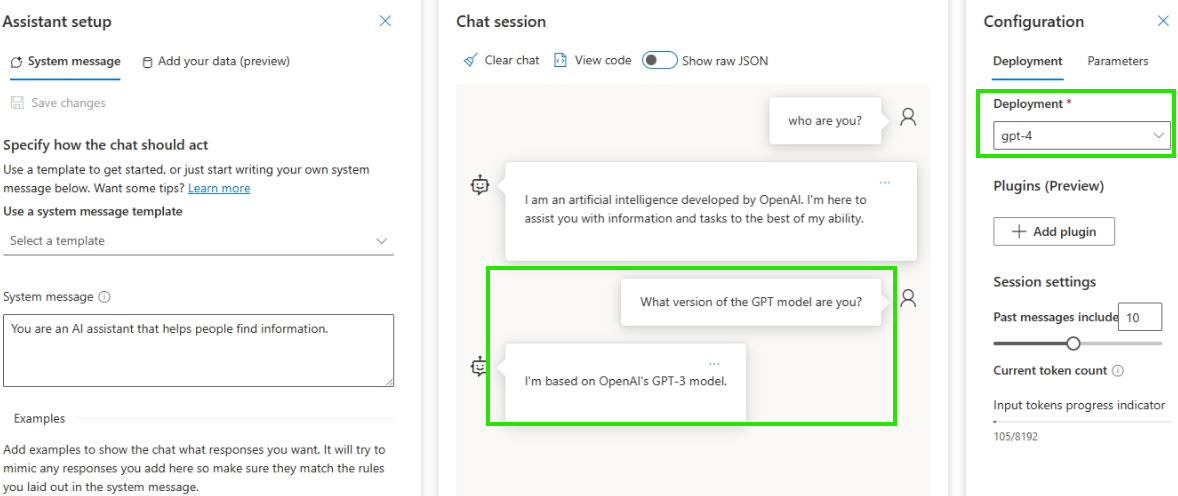 Assistant setup
System message
Add your data (preview)
Save changes
Specify how the chat should act
Use a template to get started, or just start writing your own system
message below. Want some tips? Learn more
Use a system message template
Select a template
System message
You are an AI assistant that helps people find information.
Examples
Add examples to show the chat what responses you want. It will try to
mimic any responses you add here so make sure they match the rules
you laid out in the system message.
Chat session
Clear chat
View code
Show raw JSON
who are you?
I am an artificial intelligence developed by OpenAI. I'm here to
assist you with information and tasks to the best of my ability.
What version of the GPT model are you?
I'm based on OpenAI's GPT-3 model.
Configuration
Deployment
Parameters
Deployment *
gpt-4
Plugins (Preview)
Add plugin
Session settings
Past messages include
10
Current token count
Input tokens progress indicator
105/8192